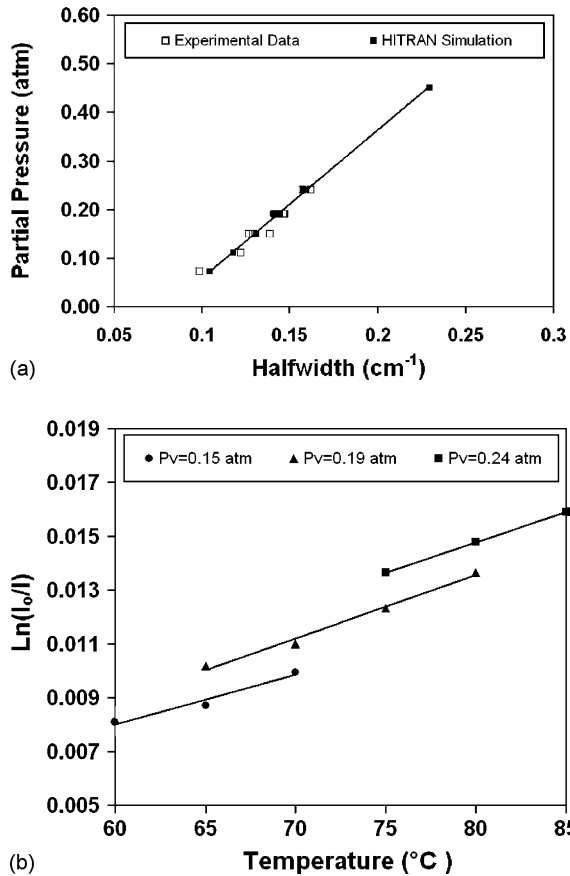 Experimental Data HITRAN Simulation
Partial Pressure (atm)
0.60
0.50
0.40
0.30
0.20
0.10
0.00
0.05 0.1 0.15 0.2 0.25 0.3
Halfwidth (cm⁻¹)
(a)
Pv=0.15 atm Pv=0.19 atm Pv=0.24 atm
Ln(Iₒ/I)
0.019
0.017
0.015
0.013
0.011
0.009
0.007
0.005
60 65 70 75 80 85
Temperature (°C )
(b)